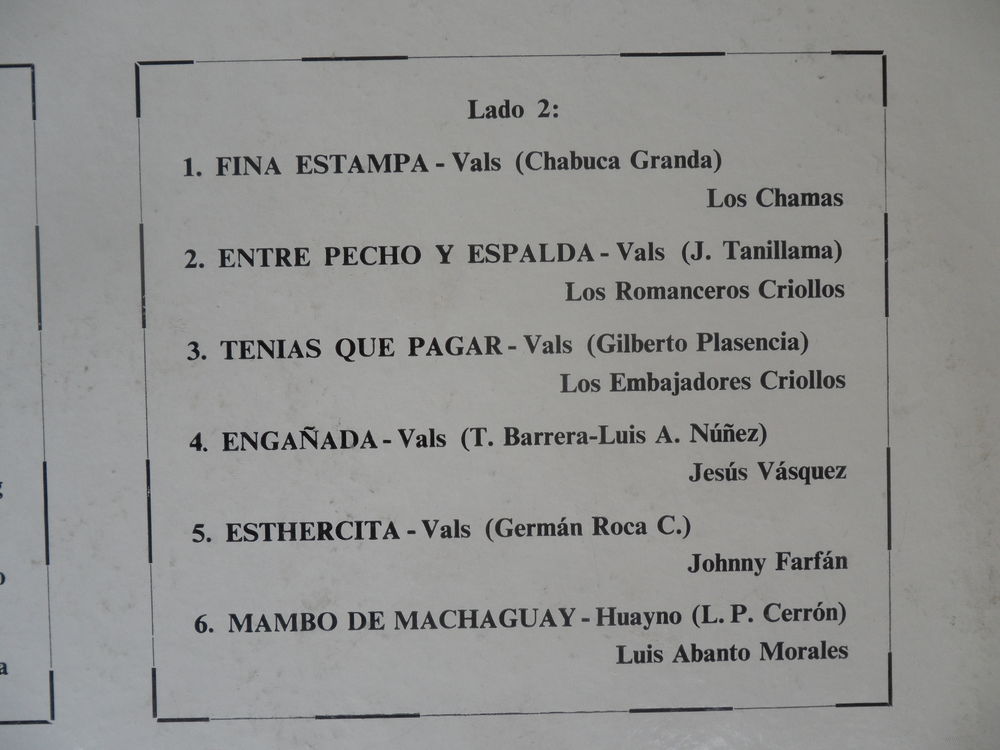 Lado 2:
1. FINA ESTAMPA - Vals (Chabuca Granda)
Los Chamas
2. ENTRE PECHO Y ESPALDA - Vals (J. Tanillama)
Los Romanceros Criollos
3. TENIAS QUE PAGAR - Vals (Gilberto Plasencia)
Los Embajadores Criollos
4. ENGAÑADA - Vals (T. Barrera-Luis A. Núñez)
Jesús Vásquez
5. ESTHERCITA - Vals (Germán Roca C.)
Johnny Farfán
6. MAMBO DE MACHAGUAY - Huayno (L. P. Cerrón)
Luis Abanto Morales